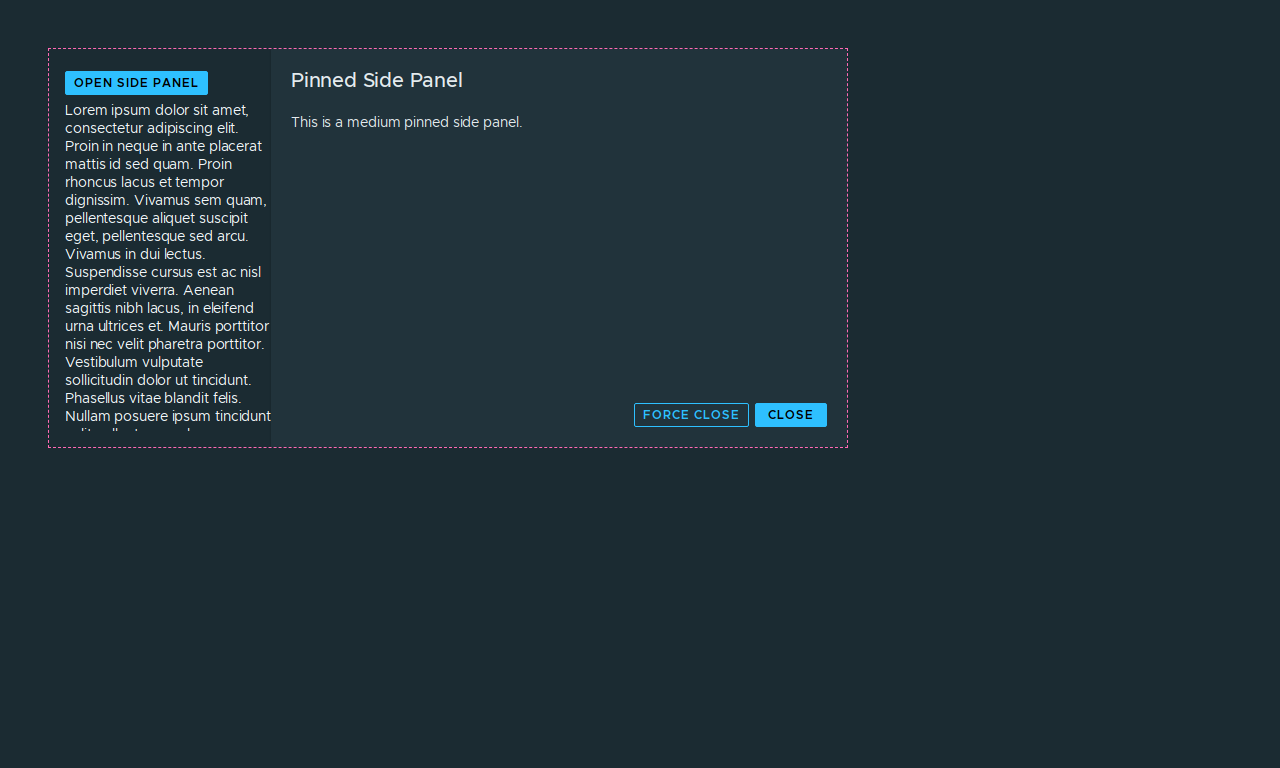 OPEN SIDE PANEL
Lorem ipsum dolor sit amet,
consectetur adipiscing elit.
Proin in neque in ante placerat
mattis id sed quam. Proin
rhoncus lacus et tempor
dignissim. Vivamus sem quam,
pellentesque aliquet suscipit
eget, pellentesque sed arcu.
Vivamus in dui lectus.
Suspendisse cursus est ac nisl
imperdiet viverra. Aenean
sagittis nibh lacus, in eleifend
urna ultrices et. Mauris porttitor
nisi nec velit pharetra porttitor.
Vestibulum vulputate
sollicitudin dolor ut tincidunt.
Phasellus vitae blandit felis.
Nullam posuere ipsum tincidunt
Pinned Side Panel
This is a medium pinned side panel.
FORCE CLOSE
CLOSE